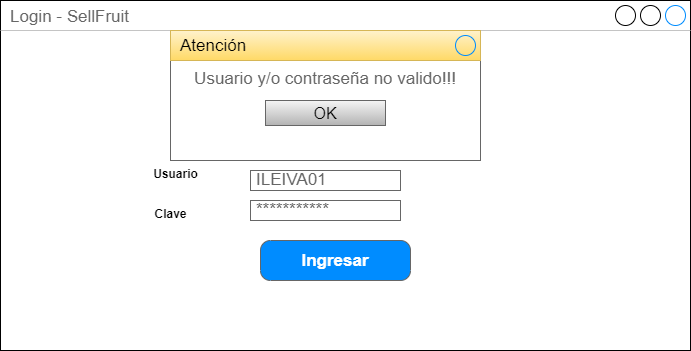 Login - SellFruit
Atención
Usuario y/o contraseña no valido!!!
OK
Usuario
ILEIVA01
Clave
***********
Ingresar